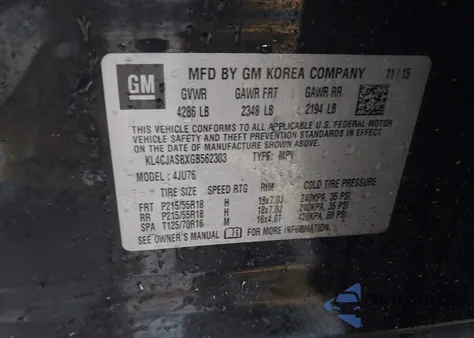 GM
MFD BY GM KOREA COMPANY 11/15
GVWR GAWR FRT GAWR RR
4286 LB 2348 LB 2194 LB
THIS VEHICLE CONFORMS TO ALL APPLICABLE U.S. FEDERAL MOTOR
VEHICLE SAFETY, BUMPER, AND THEFT PREVENTION STANDARDS IN
EFFECT ON THE DATE OF MANUFACTURE SHOWN ABOVE.
KL4CJASBXGB562303 TYPE: MPV
MODEL: 4JU76
TIRE SIZE SPEED RTG RIM COLD TIRE PRESSURE
FRT P215/55R18 H 18x7.0J 240KPA, 35 PSI
RR P215/55R18 H 18x7.0J 240KPA, 35 PSI
SPA T125/70R16 M 16x4.0T 420KPA, 60 PSI
SEE OWNER'S MANUAL